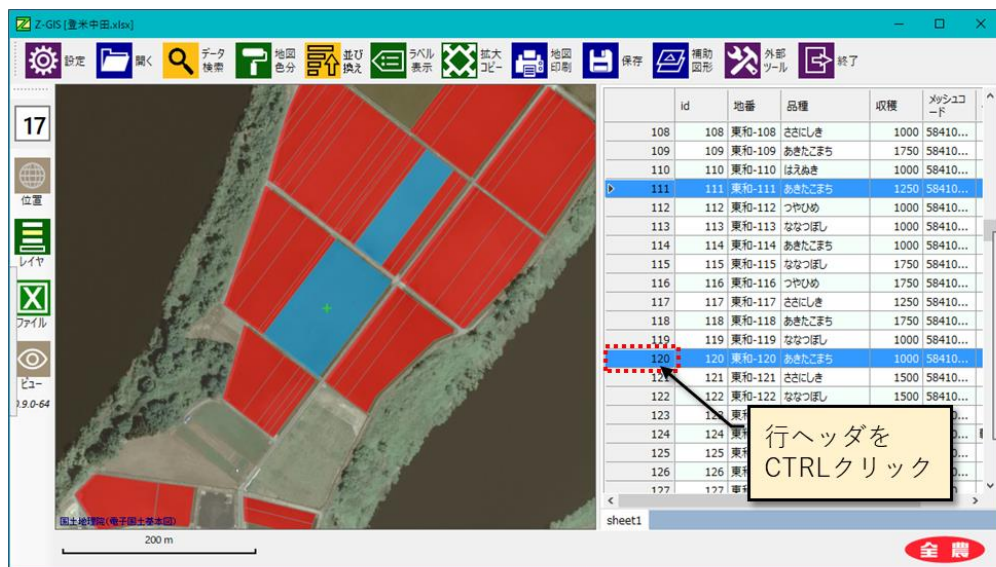 Z-GIS [登米中田.xlsx]
設定 開く データ検索 地図色分 並び換え ラベル表示 拡大コピー 地図印刷 保存 補助図形 外部ツール 終了
17
位置
レイヤ
ファイル
ビュー
0.9.0-64
id 地番 品種 収穫 メッシュコード
108 108 東和-108 ささにしき 1000 58410...
109 109 東和-109 あきたこまち 1750 58410...
110 110 東和-110 はえぬき 1000 58410...
111 111 東和-111 あきたこまち 1250 58410...
112 112 東和-112 つやひめ 1000 58410...
113 113 東和-113 ななつぼし 1000 58410...
114 114 東和-114 あきたこまち 1000 58410...
115 115 東和-115 ななつぼし 1750 58410...
116 116 東和-116 つやひめ 1750 58410...
117 117 東和-117 ささにしき 1250 58410...
118 118 東和-118 あきたこまち 1750 58410...
119 119 東和-119 ななつぼし 1000 58410...
120 120 東和-120 あきたこまち 1000 58410...
121 121 東和-121 ささにしき 1500 58410...
122 122 東和-122 ななつぼし 1500 58410...
123 123
124 124
125 125
126 126
127 127
行ヘッダを
CTRLクリック
sheet1
国土地理院(電子国土基本図)
200 m
全農